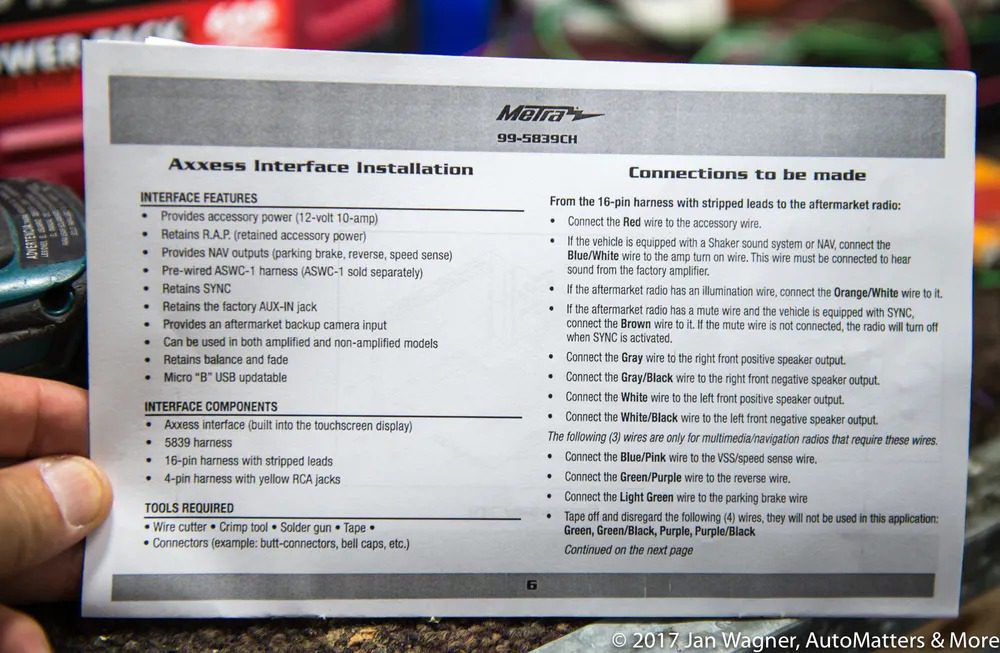 WER PACK
ADVERTENCIA:
Metra
99-5839CH
Axxess Interface Installation
INTERFACE FEATURES
• Provides accessory power (12-volt 10-amp)
• Retains R.A.P. (retained accessory power)
• Provides NAV outputs (parking brake, reverse, speed sense)
• Pre-wired ASWC-1 harness (ASWC-1 sold separately)
• Retains SYNC
• Retains the factory AUX-IN jack
• Provides an aftermarket backup camera input
• Can be used in both amplified and non-amplified models
• Retains balance and fade
• Micro “B” USB updatable
INTERFACE COMPONENTS
• Axxess interface (built into the touchscreen display)
• 5839 harness
• 16-pin harness with stripped leads
• 4-pin harness with yellow RCA jacks
TOOLS REQUIRED
• Wire cutter • Crimp tool • Solder gun • Tape •
• Connectors (example: butt-connectors, bell caps, etc.)
Connections to be made
From the 16-pin harness with stripped leads to the aftermarket radio:
• Connect the Red wire to the accessory wire.
• If the vehicle is equipped with a Shaker sound system or NAV, connect the
Blue/White wire to the amp turn on wire. This wire must be connected to hear
sound from the factory amplifier.
• If the aftermarket radio has an illumination wire, connect the Orange/White wire to it.
• If the aftermarket radio has a mute wire and the vehicle is equipped with SYNC,
connect the Brown wire to it. If the mute wire is not connected, the radio will turn off
when SYNC is activated.
• Connect the Gray wire to the right front positive speaker output.
• Connect the Gray/Black wire to the right front negative speaker output.
• Connect the White wire to the left front positive speaker output.
• Connect the White/Black wire to the left front negative speaker output.
The following (3) wires are only for multimedia/navigation radios that require these wires.
• Connect the Blue/Pink wire to the VSS/speed sense wire.
• Connect the Green/Purple wire to the reverse wire.
• Connect the Light Green wire to the parking brake wire
• Tape off and disregard the following (4) wires, they will not be used in this application:
Green, Green/Black, Purple, Purple/Black
Continued on the next page
6
© 2017 Jan Wagner, AutoMatters & More